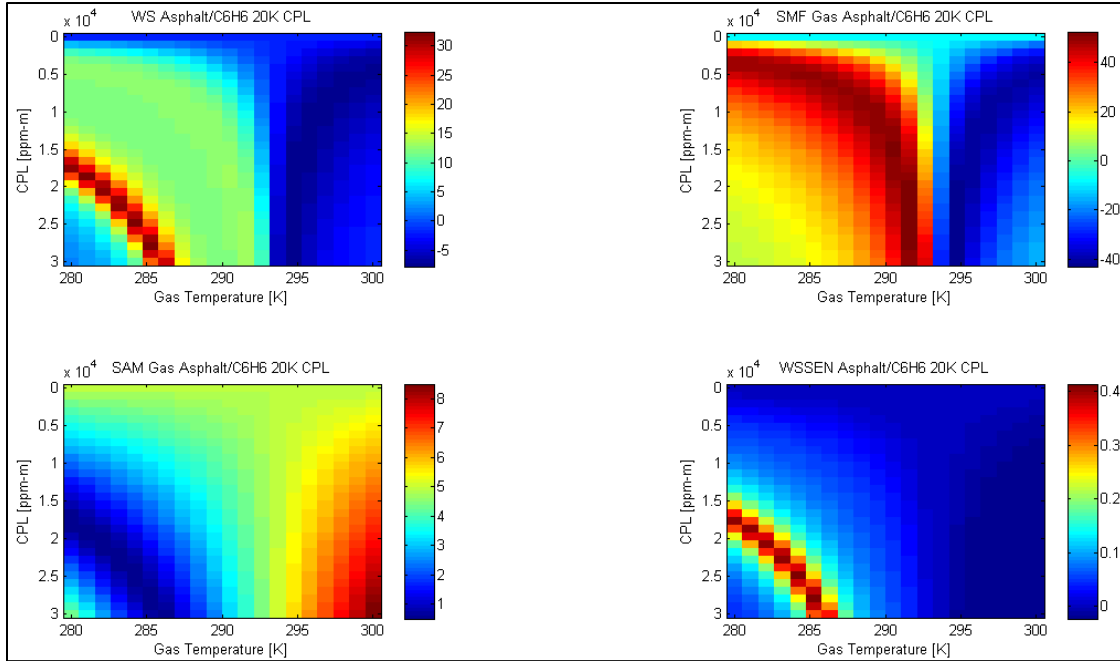 WS Asphalt/C6H6 20K CPL
x 10^4
0
0.5
1
1.5
2
2.5
3
CPL [ppm-m]
280 285 290 295 300
Gas Temperature [K]
30
25
20
15
10
5
0
-5
SMF Gas Asphalt/C6H6 20K CPL
x 10^4
0
0.5
1
1.5
2
2.5
3
CPL [ppm-m]
280 285 290 295 300
Gas Temperature [K]
40
20
0
-20
-40
SAM Gas Asphalt/C6H6 20K CPL
x 10^4
0
0.5
1
1.5
2
2.5
3
CPL [ppm-m]
280 285 290 295 300
Gas Temperature [K]
8
7
6
5
4
3
2
1
WSSEN Asphalt/C6H6 20K CPL
x 10^4
0
0.5
1
1.5
2
2.5
3
CPL [ppm-m]
280 285 290 295 300
Gas Temperature [K]
0.4
0.3
0.2
0.1
0